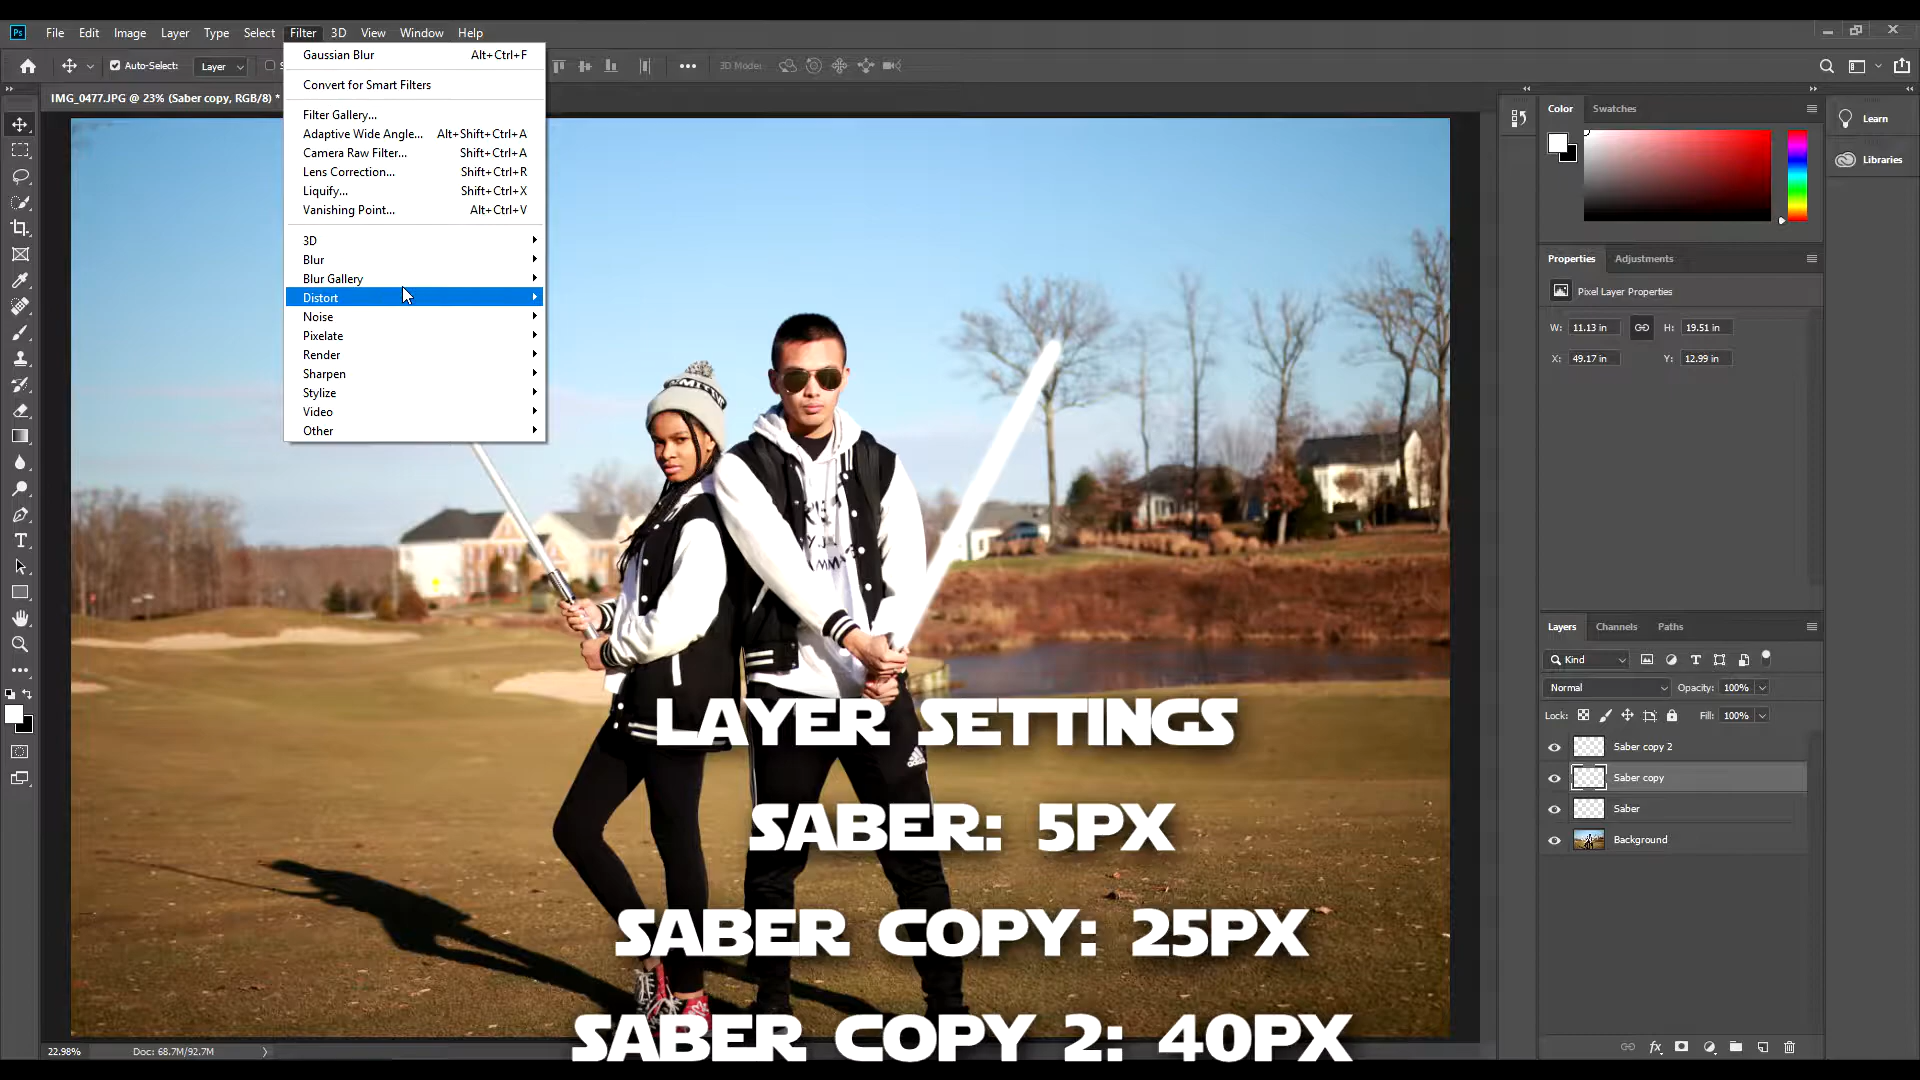 File Edit Image Layer Type Select Filter 3D View Window Help
Auto-Select: Layer
3D Mode:
IMG_0477.JPG @ 23% (Saber copy, RGB/8) *
Gaussian Blur Alt+Ctrl+F
Convert for Smart Filters
Filter Gallery...
Adaptive Wide Angle... Alt+Shift+Ctrl+A
Camera Raw Filter... Shift+Ctrl+A
Lens Correction... Shift+Ctrl+R
Liquify... Shift+Ctrl+X
Vanishing Point... Alt+Ctrl+V
3D
Blur
Blur Gallery
Distort
Noise
Pixelate
Render
Sharpen
Stylize
Video
Other
Color Swatches
Learn
Libraries
Properties Adjustments
Pixel Layer Properties
W: 11.13 in H: 19.51 in
X: 49.17 in Y: 12.99 in
Layers Channels Paths
Kind
Normal Opacity: 100%
Lock: Fill: 100%
Saber copy 2
Saber copy
Saber
Background
LAYER SETTINGS
SABER: 5PX
SABER COPY: 25PX
SABER COPY 2: 40PX
22.98% Doc: 68.7M/92.7M